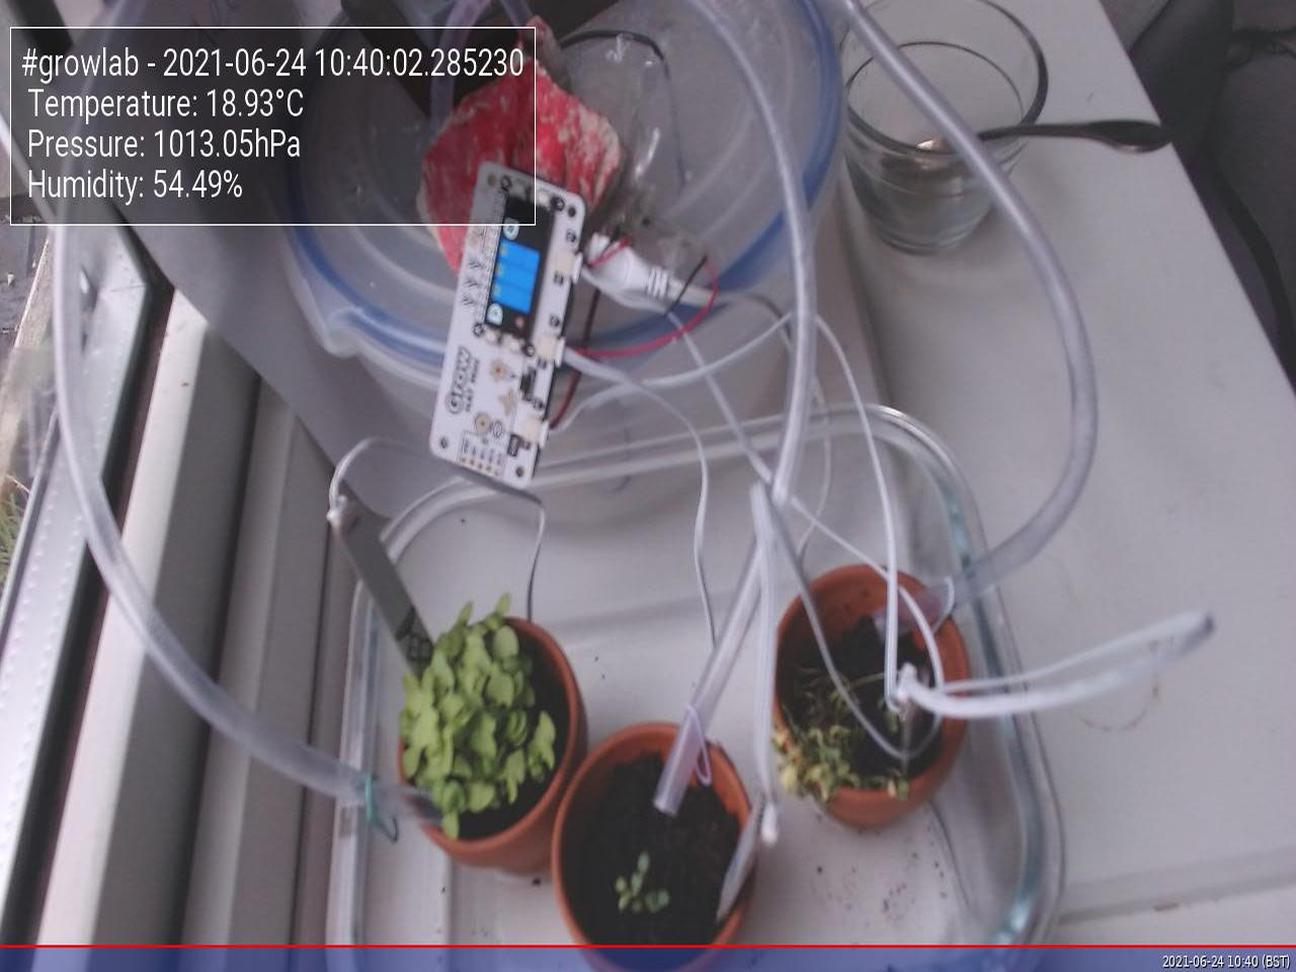 #growlab - 2021-06-24 10:40:02.285230
Temperature: 18.93°C
Pressure: 1013.05hPa
Humidity: 54.49%
GROW
2021-06-24 10:40 (BST)